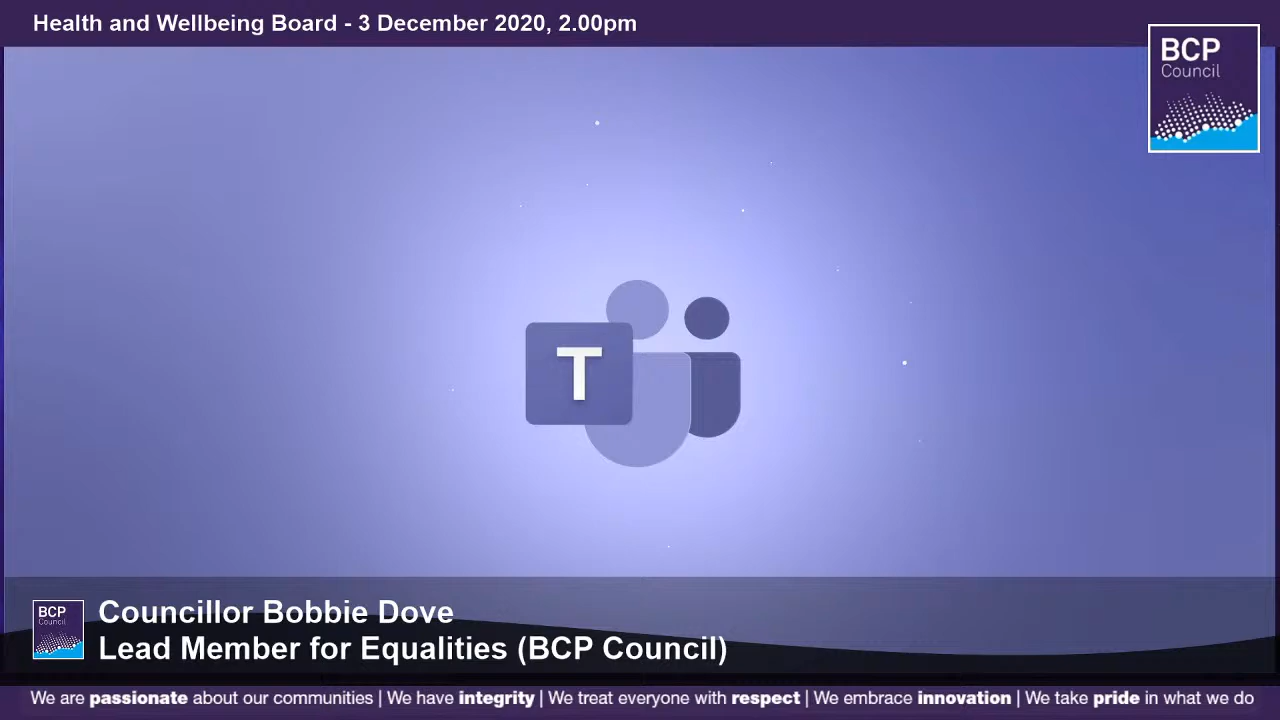 Health and Wellbeing Board - 3 December 2020, 2.00pm
BCP
Council
T
BCP
Council
Councillor Bobbie Dove
Lead Member for Equalities (BCP Council)
We are passionate about our communities | We have integrity | We treat everyone with respect | We embrace innovation | We take pride in what we do